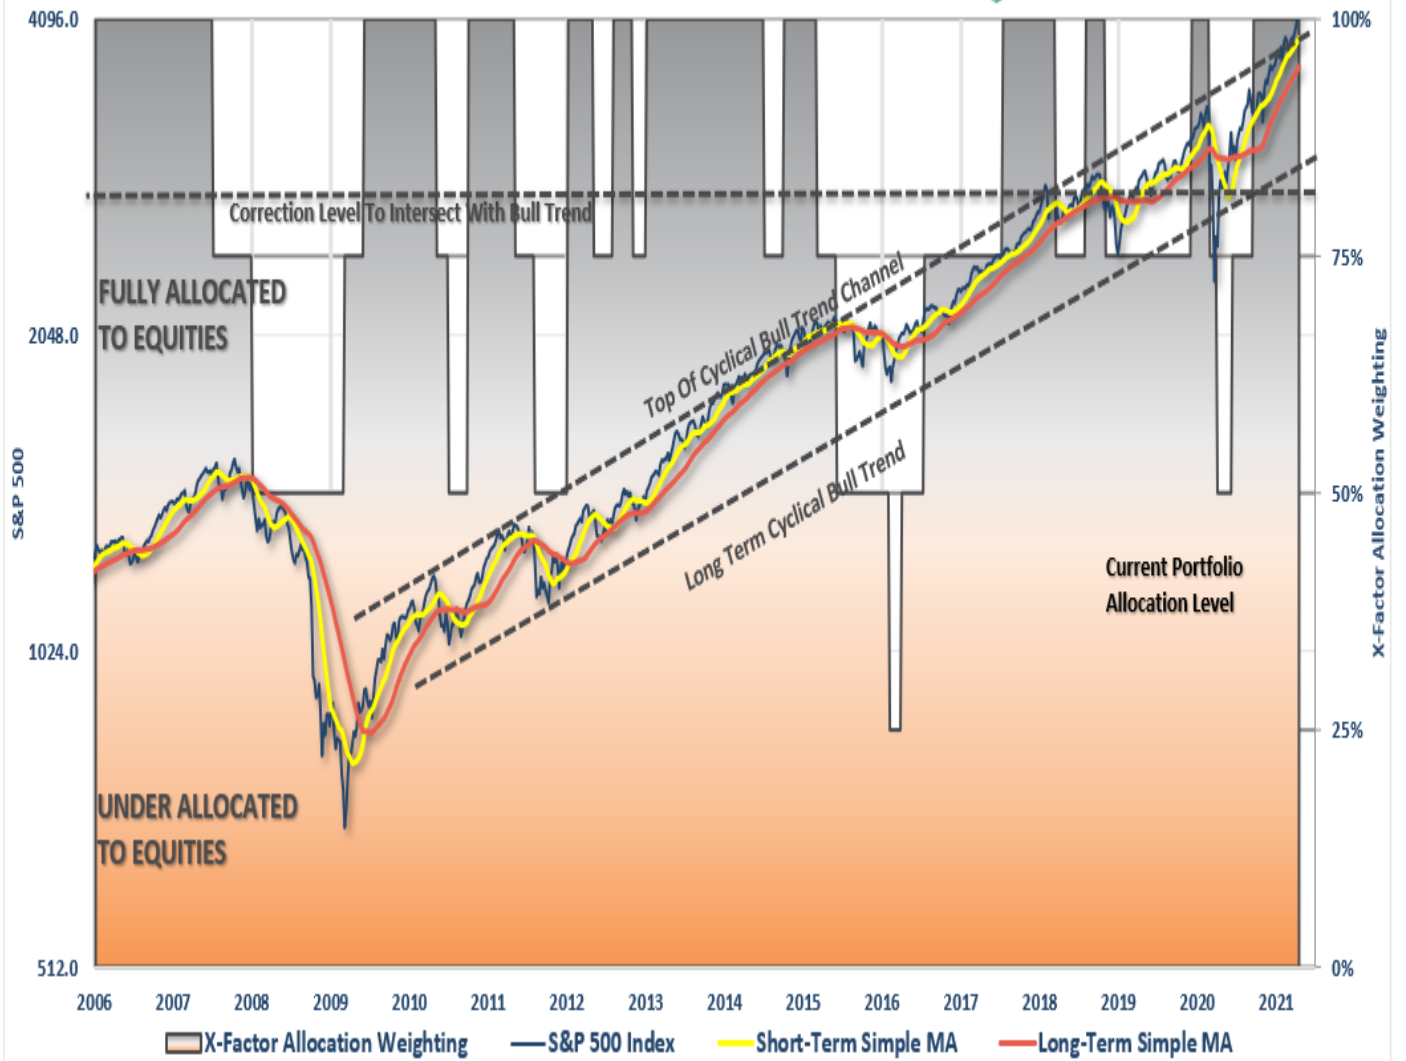 4096.0
100%
Correction Level To Intersect With Bull Trend
75%
FULLY ALLOCATED
TO EQUITIES
Top Of Cyclical Bull Trend Channel
2048.0
S&P 500
X-Factor Allocation Weighting
50%
Long Term Cyclical Bull Trend
Current Portfolio
Allocation Level
1024.0
25%
UNDER ALLOCATED
TO EQUITIES
512.0
0%
2006 2007 2008 2009 2010 2011 2012 2013 2014 2015 2016 2017 2018 2019 2020 2021
X-Factor Allocation Weighting S&P 500 Index Short-Term Simple MA Long-Term Simple MA